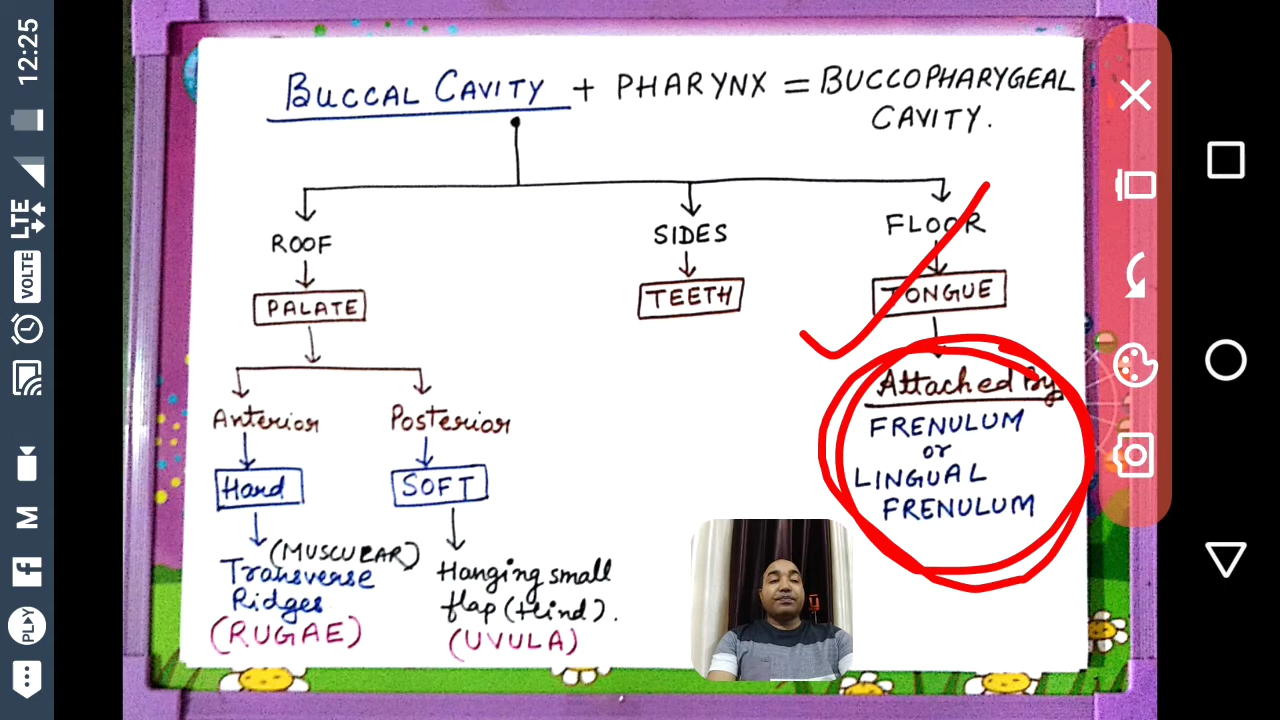 12:25
LTE
VOLTE
M
f
PLY
BUCCAL CAVITY + PHARYNX = BUCCOPHARYGEAL
CAVITY.
ROOF
SIDES
FLOOR
PALATE
TEETH
TONGUE
Anterior
Posterior
Attached By
Hard
SOFT
FRENULUM
or
LINGUAL
FRENULUM
(MUSCULAR)
Transverse
Ridges
(RUGAE)
Hanging small
flap
(UVULA)